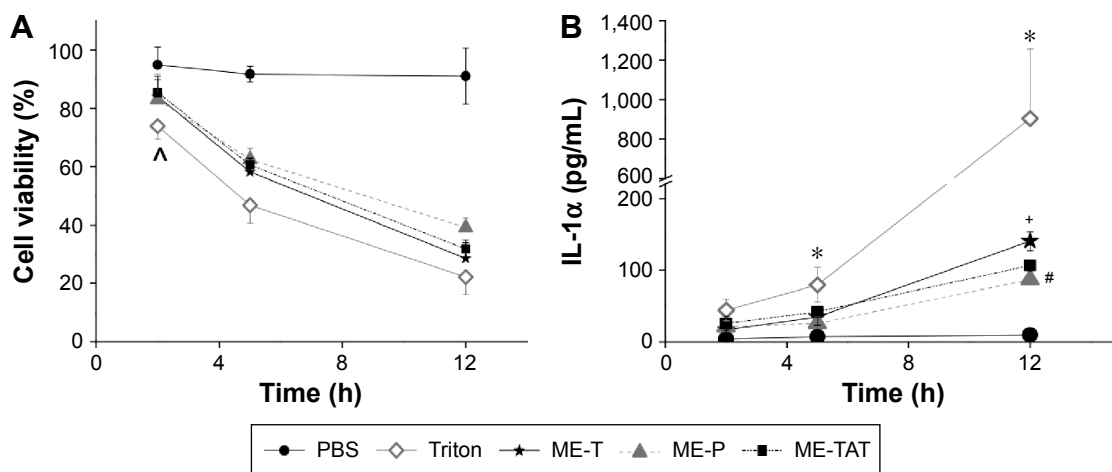 A
Cell viability (%)
100
80
60
40
20
0
^
0 4 8 12
Time (h)
B
IL-1α (pg/mL)
1,400
1,200
1,000
800
600
200
100
0
*
*
+
#
0 4 8 12
Time (h)
PBS Triton ME-T ME-P ME-TAT